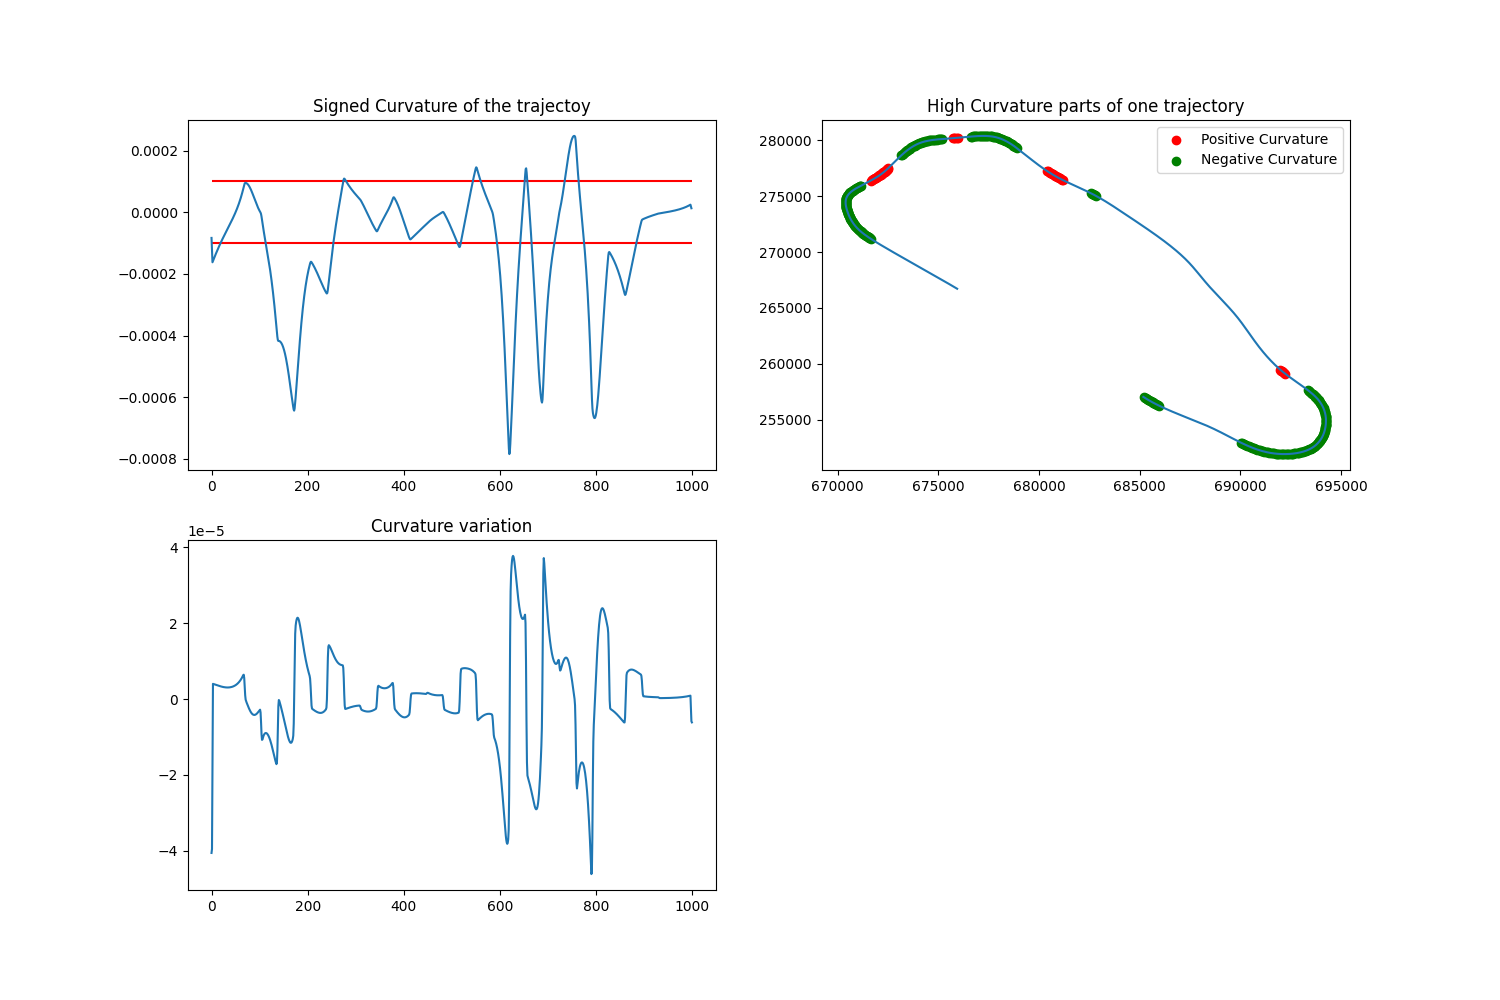 Signed Curvature of the trajectoy
0.0002
0.0000
−0.0002
−0.0004
−0.0006
−0.0008
0 200 400 600 800 1000
High Curvature parts of one trajectory
Positive Curvature
Negative Curvature
280000
275000
270000
265000
260000
255000
670000 675000 680000 685000 690000 695000
Curvature variation
1e−5
4
2
0
−2
−4
0 200 400 600 800 1000